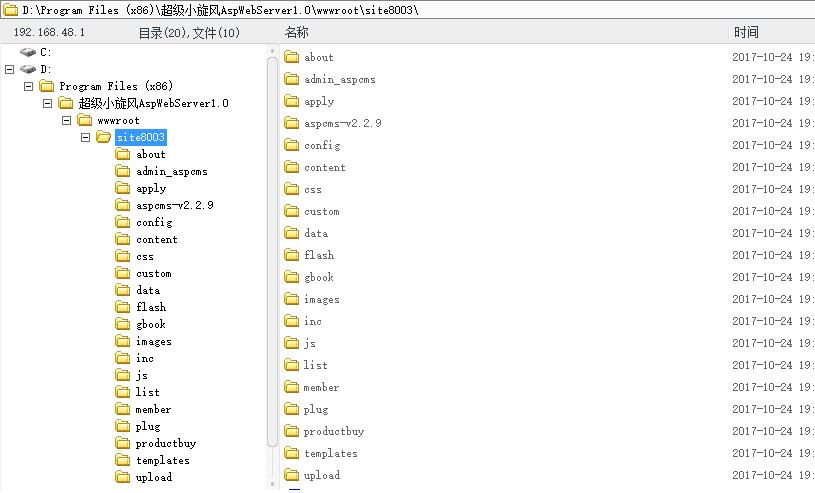 D:\Program Files (x86)\超级小旋风AspWebServer1.0\wwwroot\site8003\
192.168.48.1 目录(20),文件(10) 名称 时间
C:
D:
Program Files (x86)
超级小旋风AspWebServer1.0
wwwroot
site8003
about
admin_aspcms
apply
aspcms-v2.2.9
config
content
css
custom
data
flash
gbook
images
inc
js
list
member
plug
productbuy
templates
upload
about 2017-10-24 19:
admin_aspcms 2017-10-24 19:
apply 2017-10-24 19:
aspcms-v2.2.9 2017-10-24 19:
config 2017-10-24 19:
content 2017-10-24 19:
css 2017-10-24 19:
custom 2017-10-24 19:
data 2017-10-24 19:
flash 2017-10-24 19:
gbook 2017-10-24 19:
images 2017-10-24 19:
inc 2017-10-24 19:
js 2017-10-24 19:
list 2017-10-24 19:
member 2017-10-24 19:
plug 2017-10-24 19:
productbuy 2017-10-24 19:
templates 2017-10-24 19:
upload 2017-10-24 19: